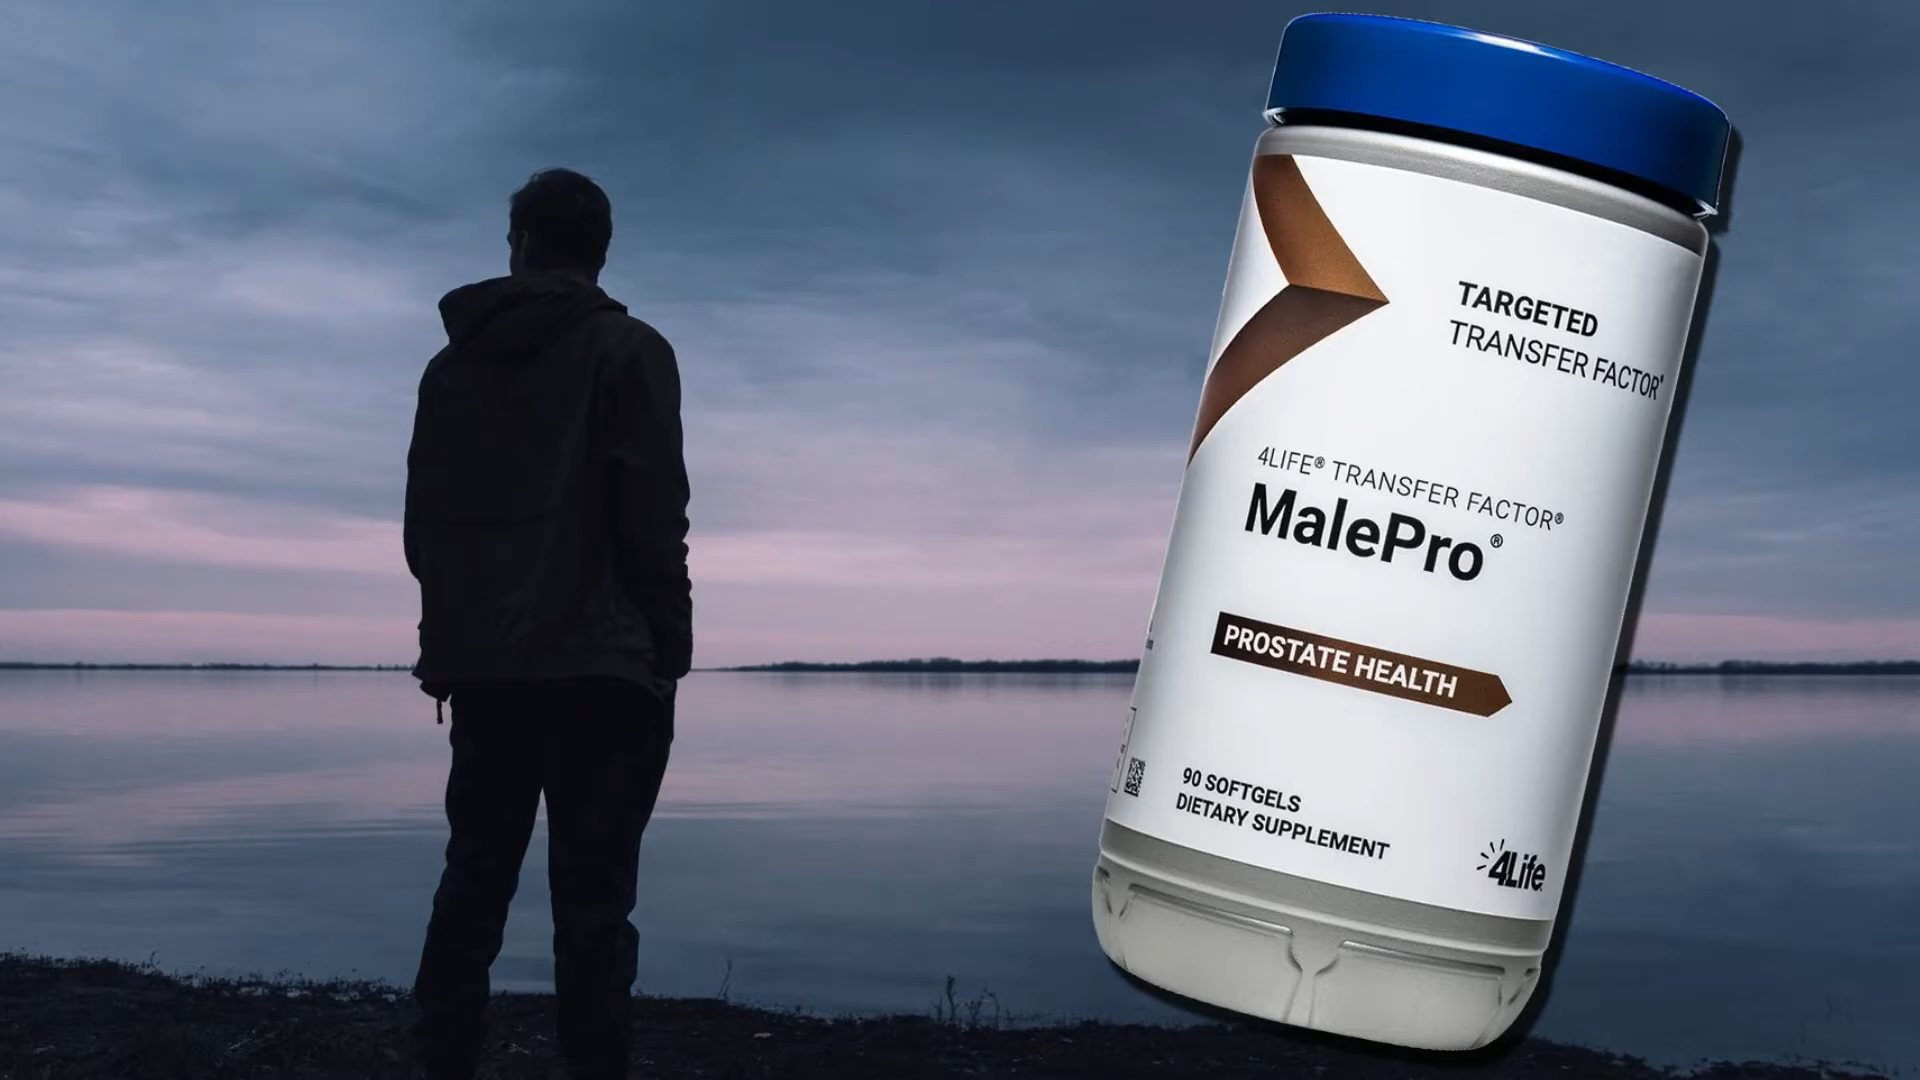 TARGETED
TRANSFER FACTOR®
4LIFE® TRANSFER FACTOR®
MalePro®
PROSTATE HEALTH
90 SOFTGELS
DIETARY SUPPLEMENT
4Life